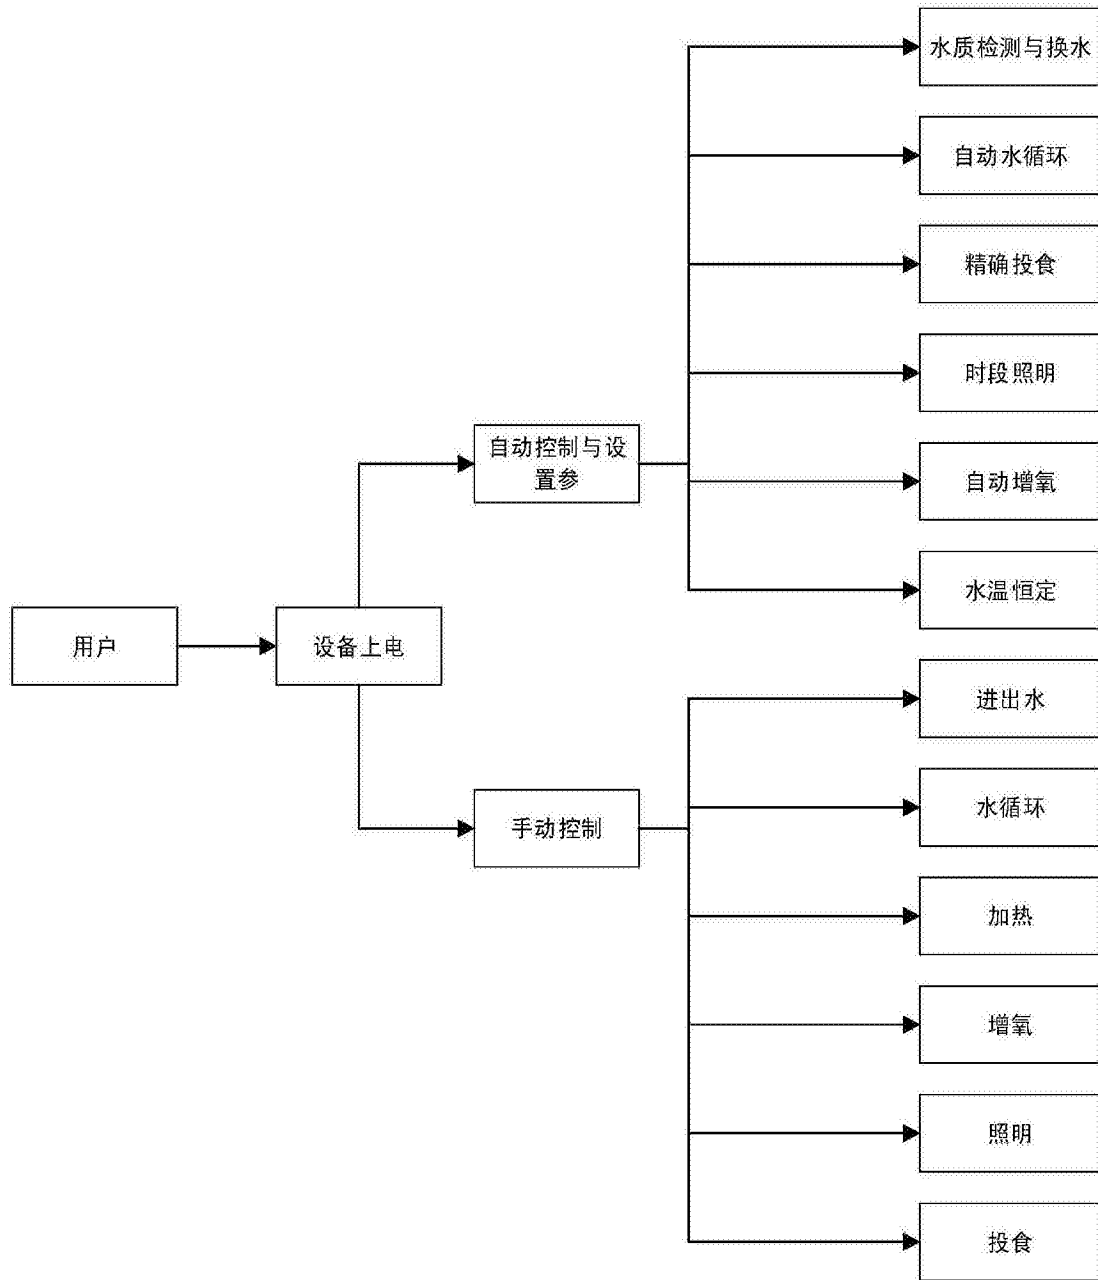 水质检测与换水
自动水循环
精确投食
时段照明
自动控制与设
置参
自动增氧
水温恒定
用户
设备上电
进出水
手动控制
水循环
加热
增氧
照明
投食